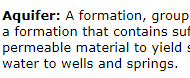 Aquifer: A formation, group
a formation that contains suf
permeable material to yield s
water to wells and springs.